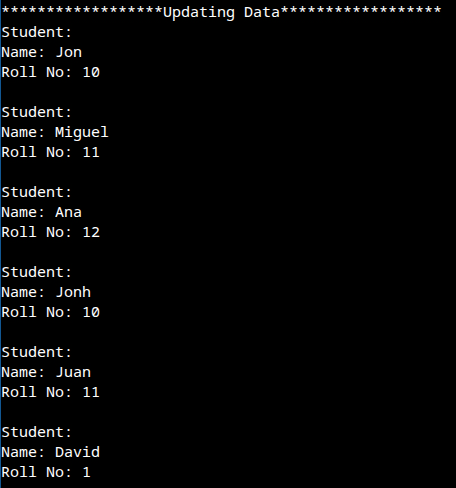 ******************Updating Data******************
Student:
Name: Jon
Roll No: 10
Student:
Name: Miguel
Roll No: 11
Student:
Name: Ana
Roll No: 12
Student:
Name: Jonh
Roll No: 10
Student:
Name: Juan
Roll No: 11
Student:
Name: David
Roll No: 1